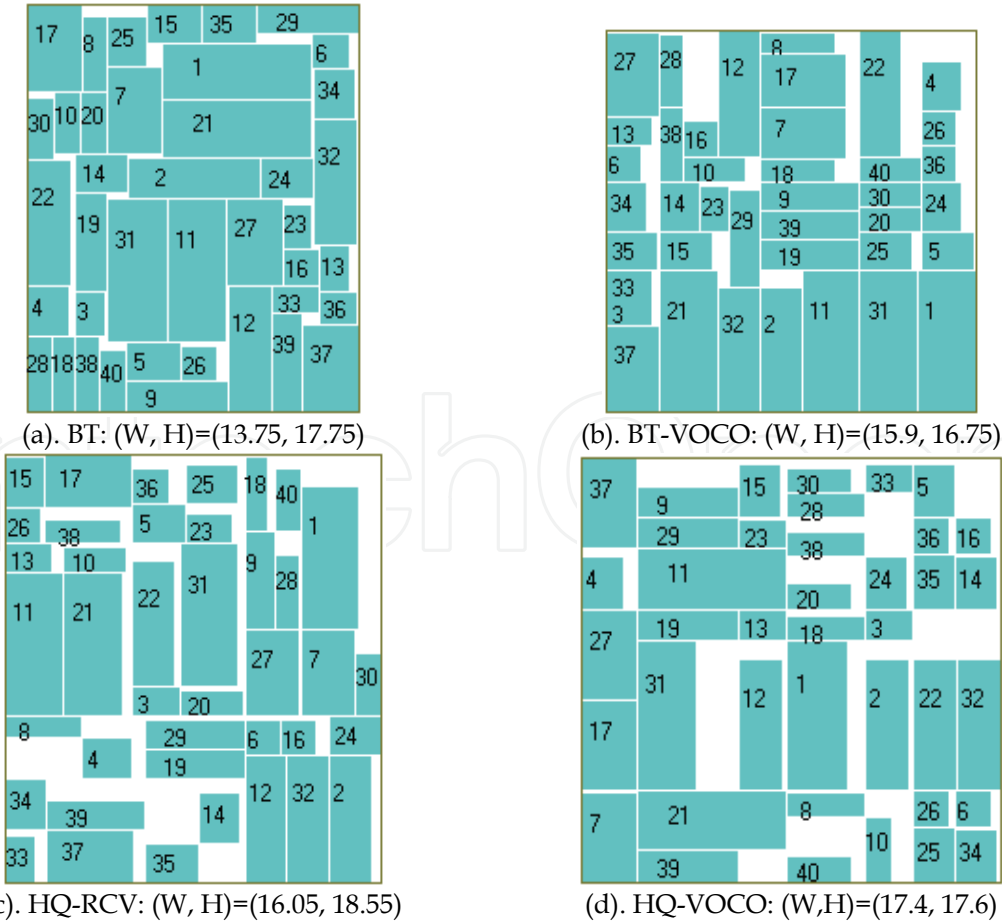 17 8 25 15 35 29
1 6
7 34
30 10 20 21 32
14 2 24
22 19 31 11 27 23
16 13
4 3 12 33 36
28 18 38 40 5 26 39 37
9
(a). BT: (W, H)=(13.75, 17.75)
27 28 12 8 22 4
17
13 38 16 7 26
6 10 18 40 36
34 14 23 29 9 30 24
39 20
35 15 19 25 5
33 21 32 2 11 31 1
3
37
(b). BT-VOCO: (W, H)=(15.9, 16.75)
15 17 36 25 18 40 1
26 38 5 23
13 10 9 28
11 21 22 31
27 7 30
3 20
8 29 6 16 24
4 19
34 39 14 12 32 2
33 37 35
c). HQ-RCV: (W, H)=(16.05, 18.55)
37 9 15 30 33 5
28
29 23 38 36 16
4 11 20 24 35 14
27 19 13 18 3
31 12 1 2 22 32
17
7 21 8 26 6
39 40 10 25 34
(d). HQ-VOCO: (W,H)=(17.4, 17.6)